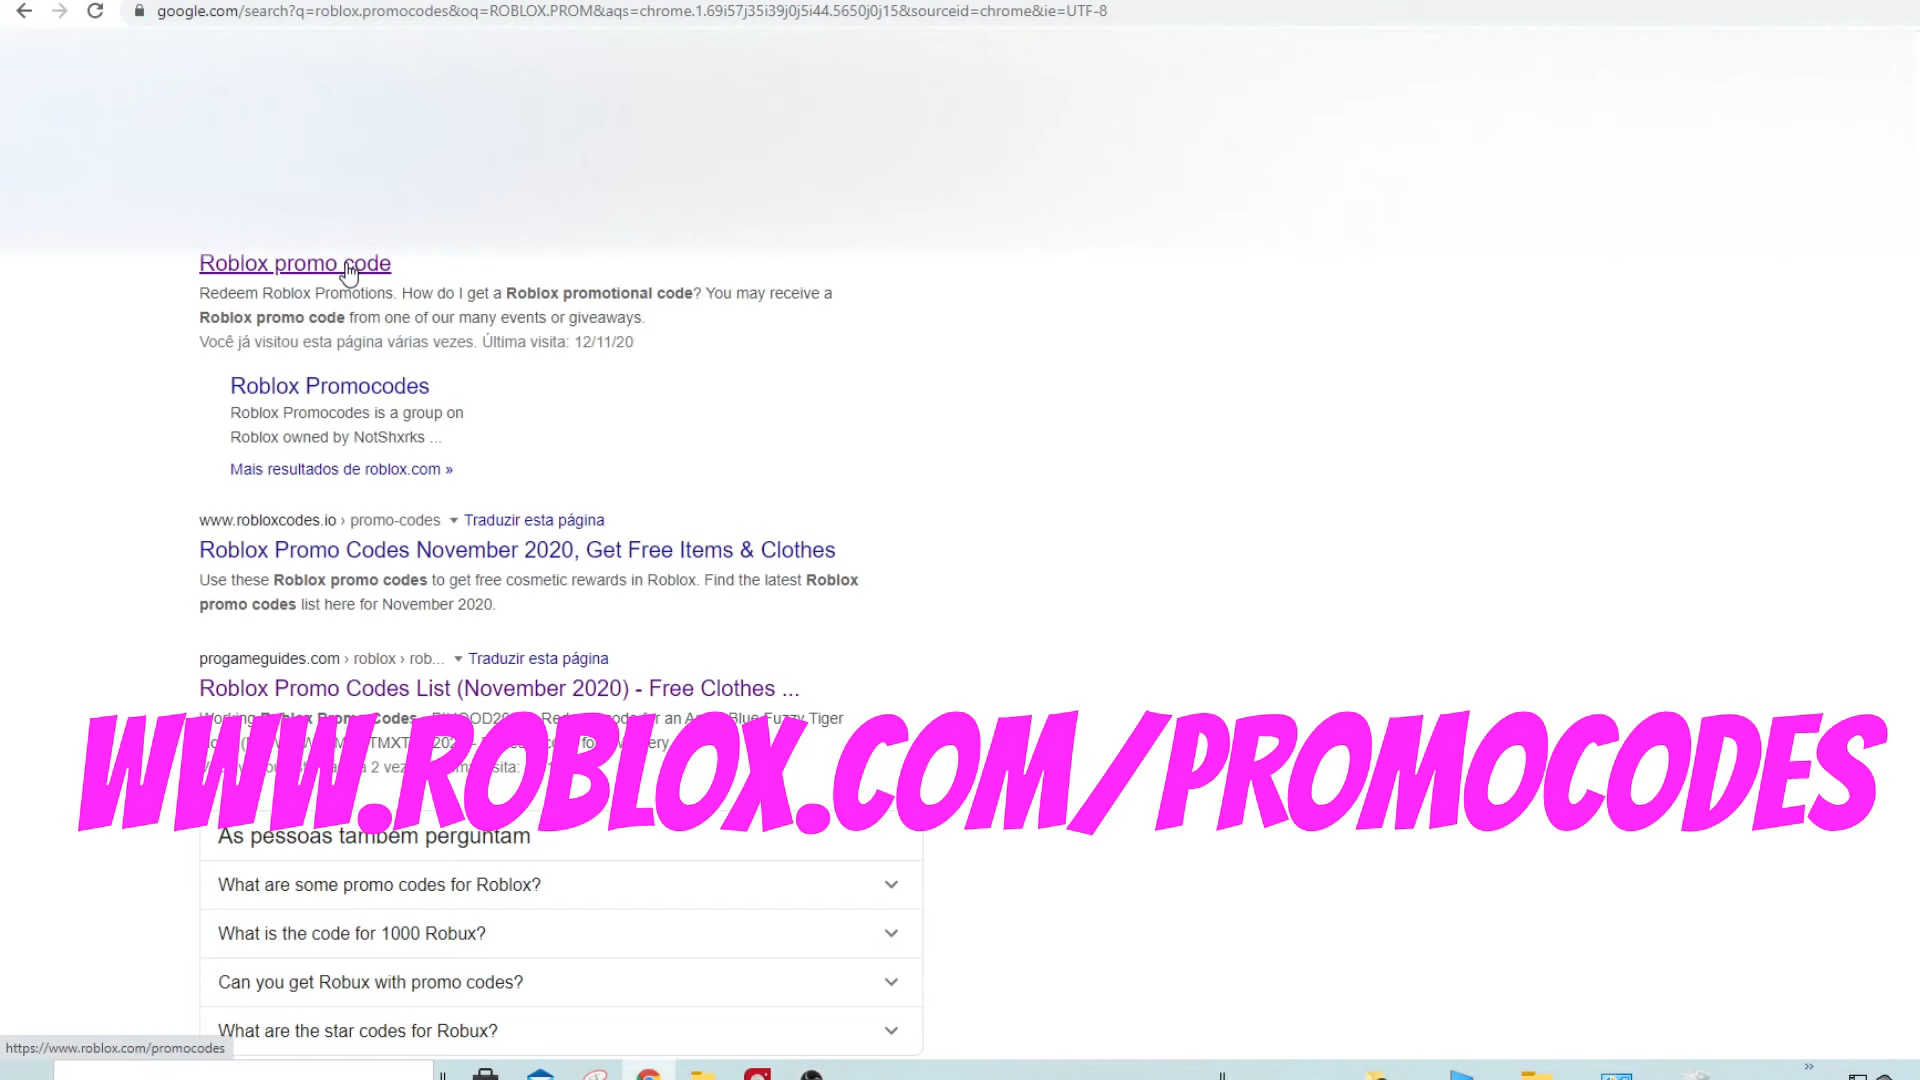 google.com/search?q=roblox.promocodes&oq=ROBLOX.PROM&aqs=chrome.1.69i57j35i39j0j5i44.5650j0j15&sourceid=chrome&ie=UTF-8
Roblox promo code
Redeem Roblox Promotions. How do I get a Roblox promotional code? You may receive a
Roblox promo code from one of our many events or giveaways.
Você já visitou esta página várias vezes. Última visita: 12/11/20
Roblox Promocodes
Roblox Promocodes is a group on
Roblox owned by NotShxrks ...
Mais resultados de roblox.com »
www.robloxcodes.io › promo-codes Traduzir esta página
Roblox Promo Codes November 2020, Get Free Items & Clothes
Use these Roblox promo codes to get free cosmetic rewards in Roblox. Find the latest Roblox
promo codes list here for November 2020.
progameguides.com › roblox › rob... Traduzir esta página
Roblox Promo Codes List (November 2020) - Free Clothes ...
Working Roblox Promo Codes Blue Fuzzy Tiger
WWW.ROBLOX.COM/PROMOCODES
As pessoas também perguntam
What are some promo codes for Roblox?
What is the code for 1000 Robux?
Can you get Robux with promo codes?
What are the star codes for Robux?
https://www.roblox.com/promocodes